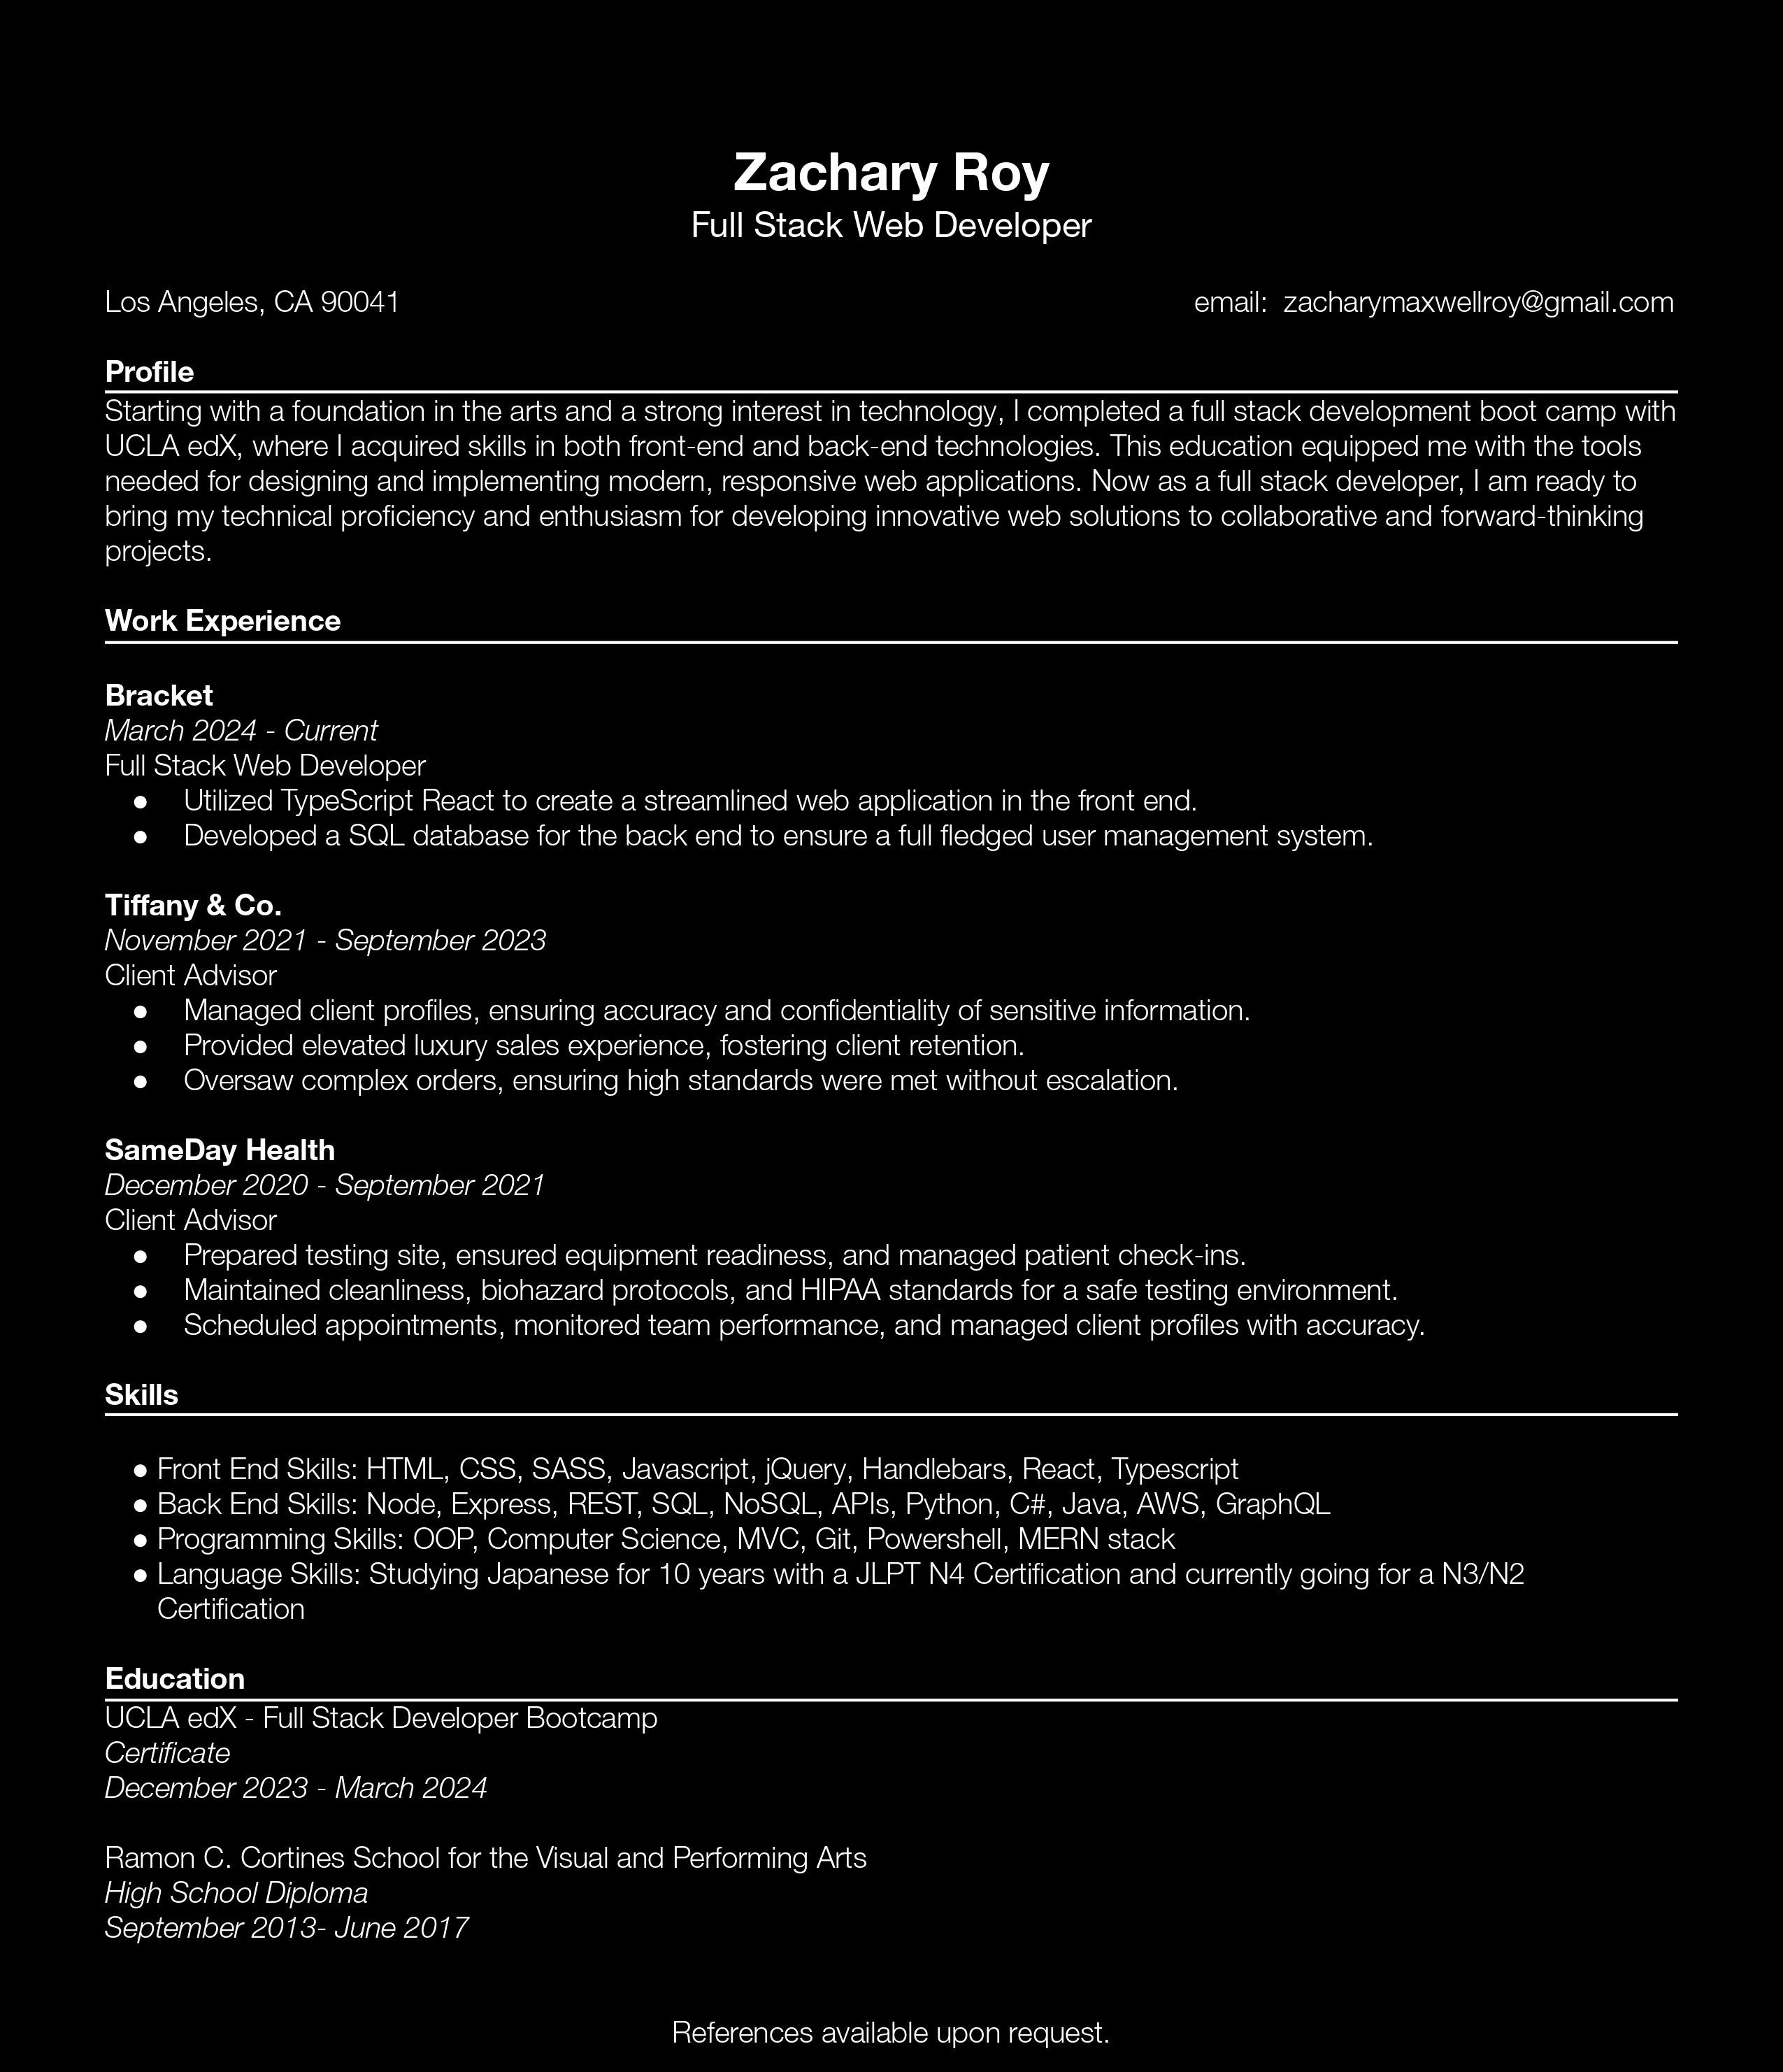 Zachary Roy
Full Stack Web Developer
Los Angeles, CA 90041 email: zacharymaxwellroy@gmail.com
Profile
Starting with a foundation in the arts and a strong interest in technology, I completed a full stack development boot camp with
UCLA edX, where I acquired skills in both front-end and back-end technologies. This education equipped me with the tools
needed for designing and implementing modern, responsive web applications. Now as a full stack developer, I am ready to
bring my technical proficiency and enthusiasm for developing innovative web solutions to collaborative and forward-thinking
projects.
Work Experience
Bracket
March 2024 - Current
Full Stack Web Developer
● Utilized TypeScript React to create a streamlined web application in the front end.
● Developed a SQL database for the back end to ensure a full fledged user management system.
Tiffany & Co.
November 2021 - September 2023
Client Advisor
● Managed client profiles, ensuring accuracy and confidentiality of sensitive information.
● Provided elevated luxury sales experience, fostering client retention.
● Oversaw complex orders, ensuring high standards were met without escalation.
SameDay Health
December 2020 - September 2021
Client Advisor
● Prepared testing site, ensured equipment readiness, and managed patient check-ins.
● Maintained cleanliness, biohazard protocols, and HIPAA standards for a safe testing environment.
● Scheduled appointments, monitored team performance, and managed client profiles with accuracy.
Skills
● Front End Skills: HTML, CSS, SASS, Javascript, jQuery, Handlebars, React, Typescript
● Back End Skills: Node, Express, REST, SQL, NoSQL, APIs, Python, C#, Java, AWS, GraphQL
● Programming Skills: OOP, Computer Science, MVC, Git, Powershell, MERN stack
● Language Skills: Studying Japanese for 10 years with a JLPT N4 Certification and currently going for a N3/N2
Certification
Education
UCLA edX - Full Stack Developer Bootcamp
Certificate
December 2023 - March 2024
Ramon C. Cortines School for the Visual and Performing Arts
High School Diploma
September 2013- June 2017
References available upon request.